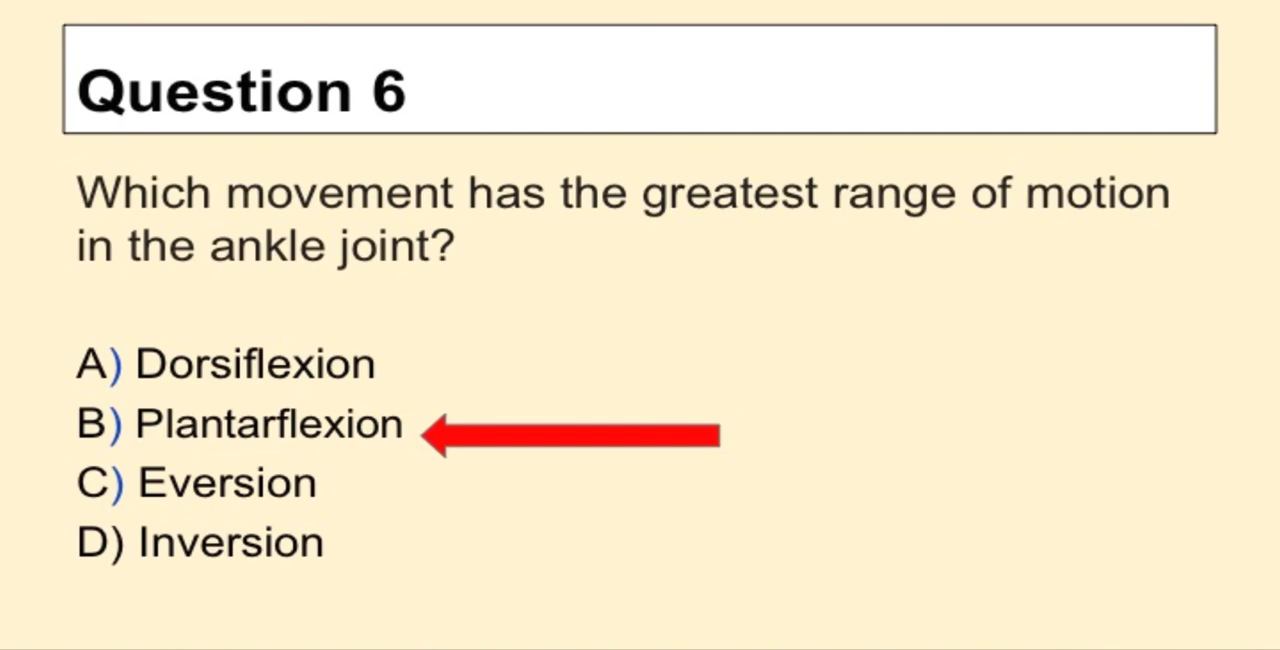 Question 6
Which movement has the greatest range of motion
in the ankle joint?
A) Dorsiflexion
B) Plantarflexion
C) Eversion
D) Inversion